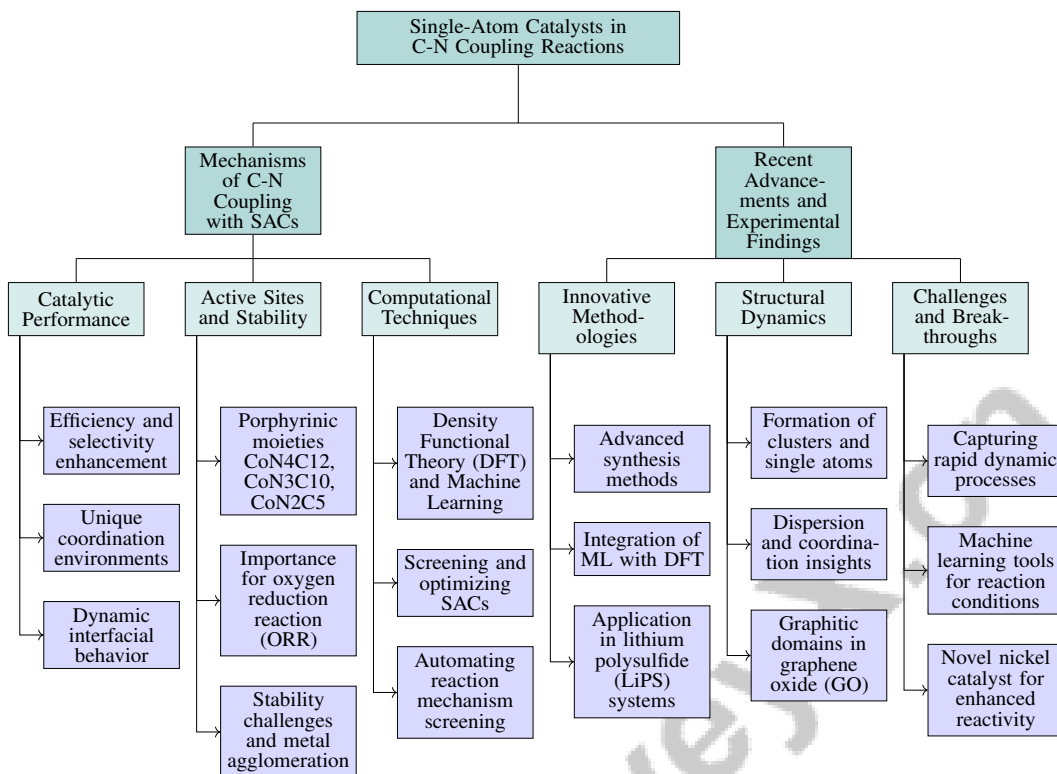 Single-Atom Catalysts in
C-N Coupling Reactions
Mechanisms
of C-N
Coupling
with SACs
Recent
Advance-
ments and
Experimental
Findings
Catalytic
Performance
Active Sites
and Stability
Computational
Techniques
Innovative
Method-
ologies
Structural
Dynamics
Challenges
and Break-
throughs
Efficiency and
selectivity
enhancement
Unique
coordination
environments
Dynamic
interfacial
behavior
Porphyrinic
moieties
CoN4C12,
CoN3C10,
CoN2C5
Importance
for oxygen
reduction
reaction
(ORR)
Stability
challenges
and metal
agglomeration
Density
Functional
Theory (DFT)
and Machine
Learning
Screening and
optimizing
SACs
Automating
reaction
mechanism
screening
Advanced
synthesis
methods
Integration of
ML with DFT
Application
in lithium
polysulfide
(LiPS)
systems
Formation of
clusters and
single atoms
Dispersion
and coordina-
tion insights
Graphitic
domains in
graphene
oxide (GO)
Capturing
rapid dynamic
processes
Machine
learning tools
for reaction
conditions
Novel nickel
catalyst for
enhanced
reactivity